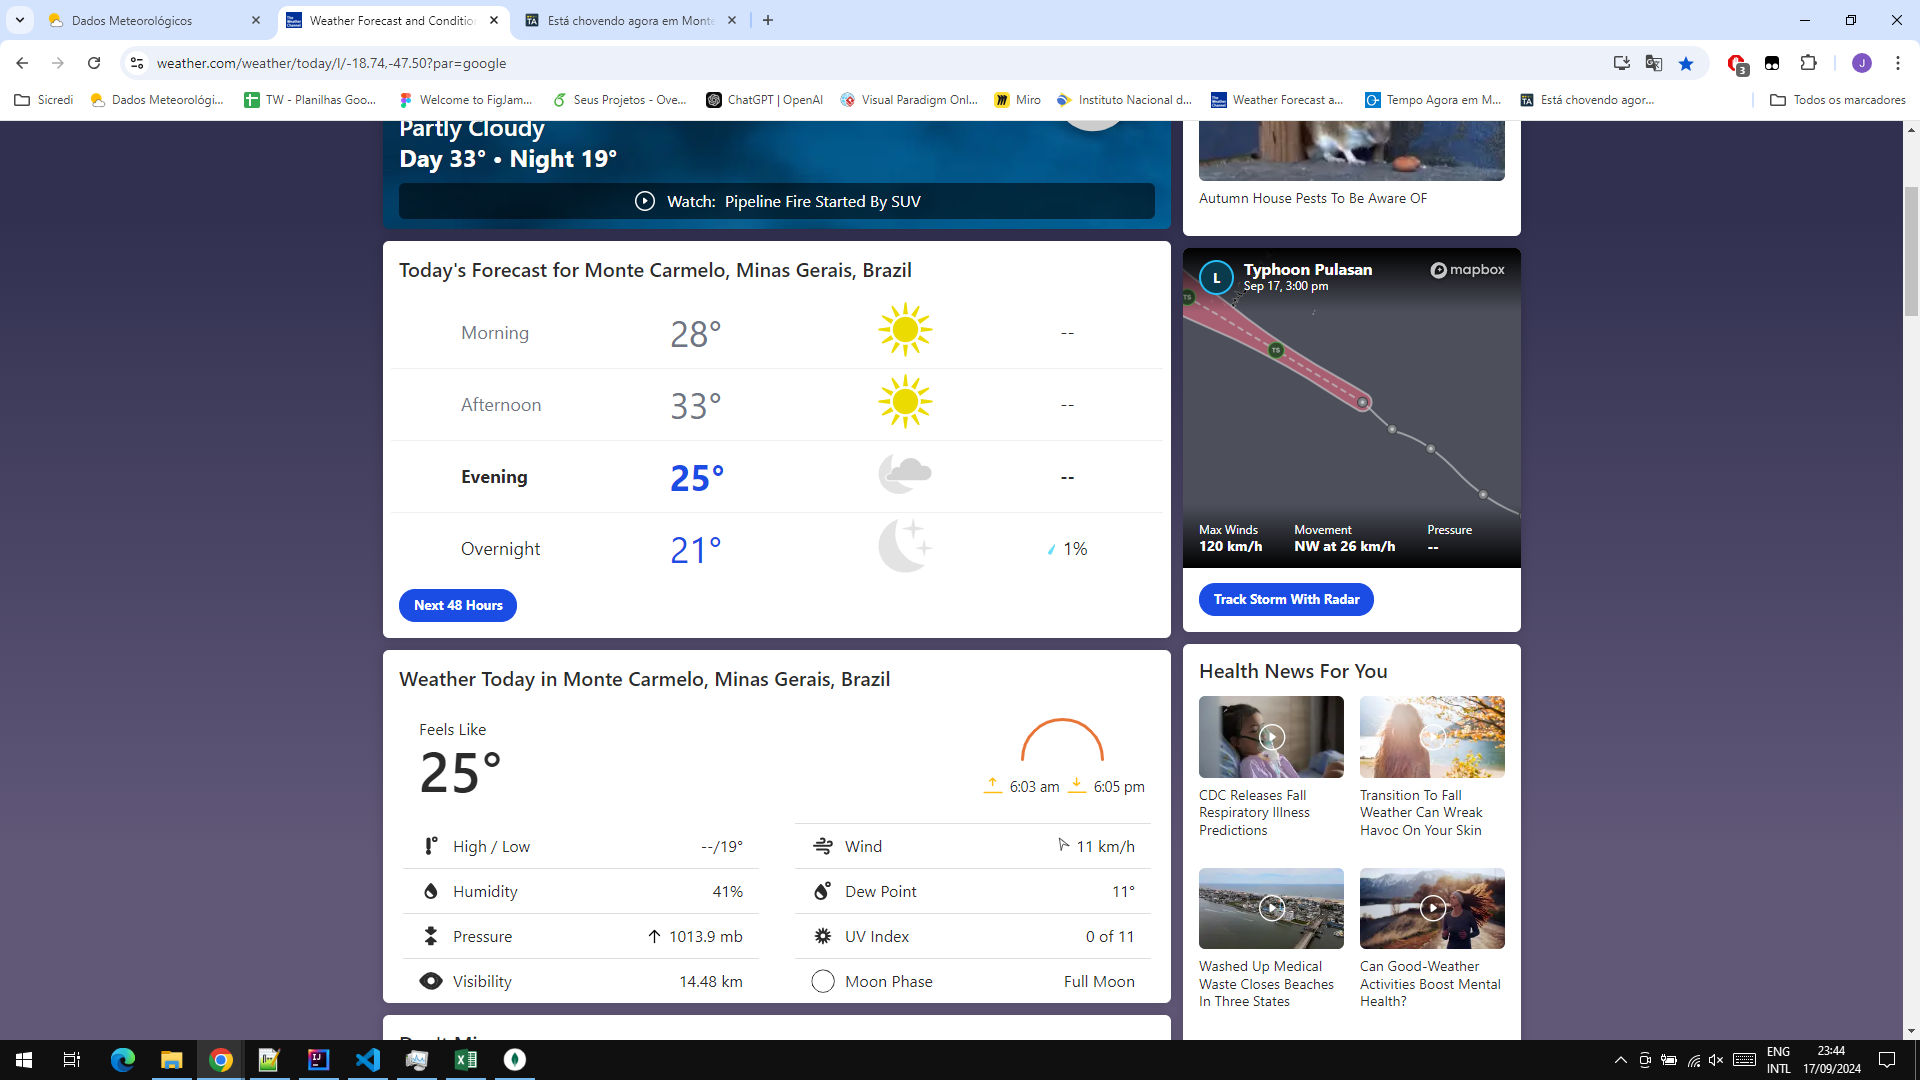 Dados Meteorológicos
Weather Forecast and Conditio
Está chovendo agora em Monte
weather.com/weather/today/l/-18.74,-47.50?par=google
3
J
Sicredi
Dados Meteorológi...
TW - Planilhas Goo...
Welcome to FigJam...
Seus Projetos - Ove...
ChatGPT | OpenAI
Visual Paradigm Onl...
Miro
Instituto Nacional d...
Weather Forecast a...
Tempo Agora em M...
Está chovendo agor...
Todos os marcadores
Partly Cloudy
Day 33° • Night 19°
Watch: Pipeline Fire Started By SUV
Today's Forecast for Monte Carmelo, Minas Gerais, Brazil
Morning 28° --
Afternoon 33° --
Evening 25° --
Overnight 21° 1%
Next 48 Hours
Weather Today in Monte Carmelo, Minas Gerais, Brazil
Feels Like
25°
6:03 am 6:05 pm
High / Low --/19°
Wind 11 km/h
Humidity 41%
Dew Point 11°
Pressure 1013.9 mb
UV Index 0 of 11
Visibility 14.48 km
Moon Phase Full Moon
Autumn House Pests To Be Aware OF
L
Typhoon Pulasan
Sep 17, 3:00 pm
mapbox
TS
TS
Max Winds
120 km/h
Movement
NW at 26 km/h
Pressure
--
Track Storm With Radar
Health News For You
CDC Releases Fall
Respiratory Illness
Predictions
Transition To Fall
Weather Can Wreak
Havoc On Your Skin
Washed Up Medical
Waste Closes Beaches
In Three States
Can Good-Weather
Activities Boost Mental
Health?
ENG
INTL
23:44
17/09/2024